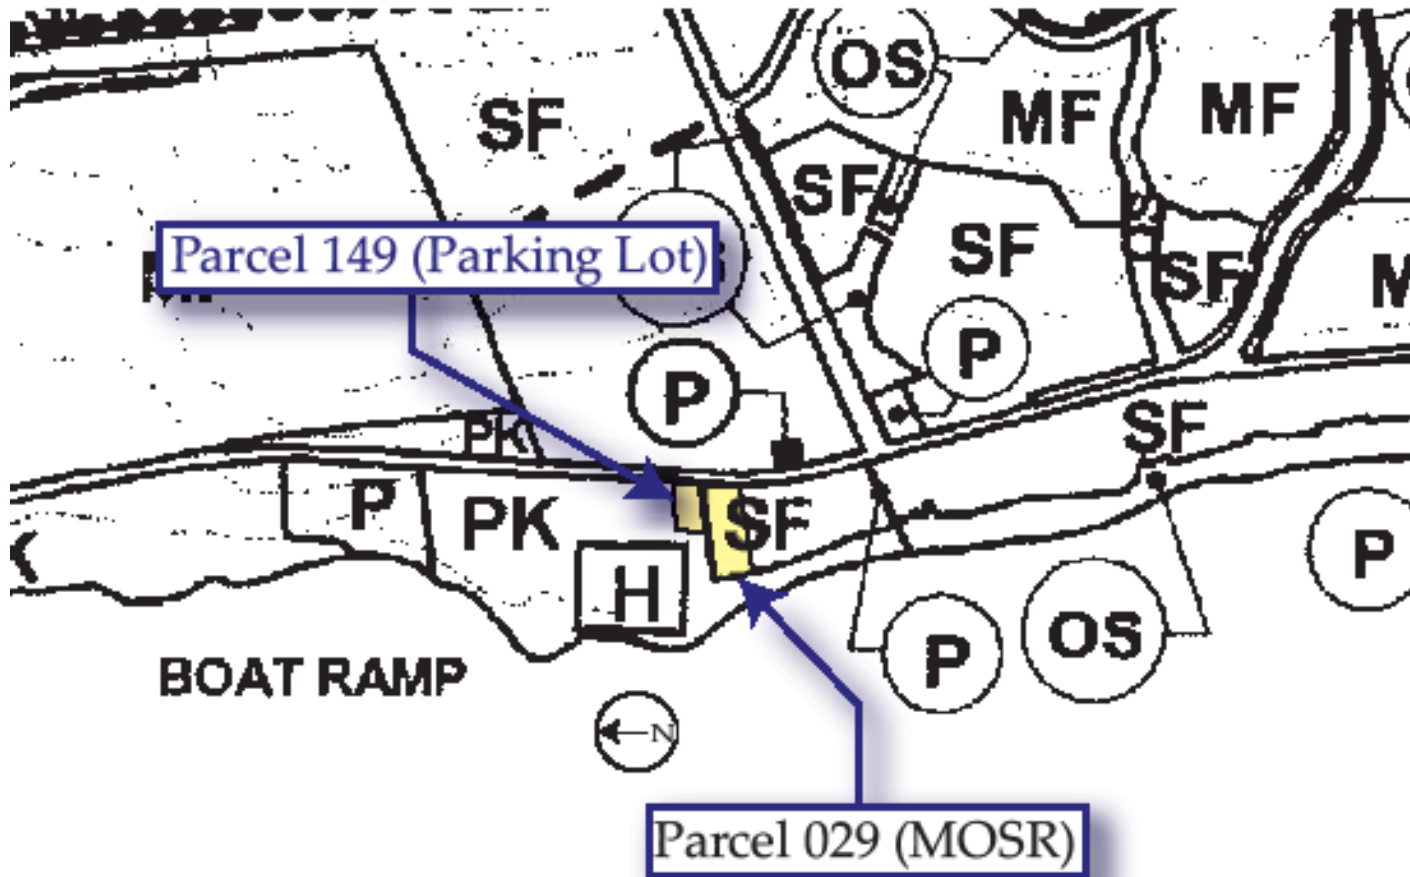 OS
MF
MF
SF
SF
SF
SF
Parcel 149 (Parking Lot)
P
P
PK
SF
P
PK
SF
P
H
P
OS
BOAT RAMP
N
Parcel 029 (MOSR)